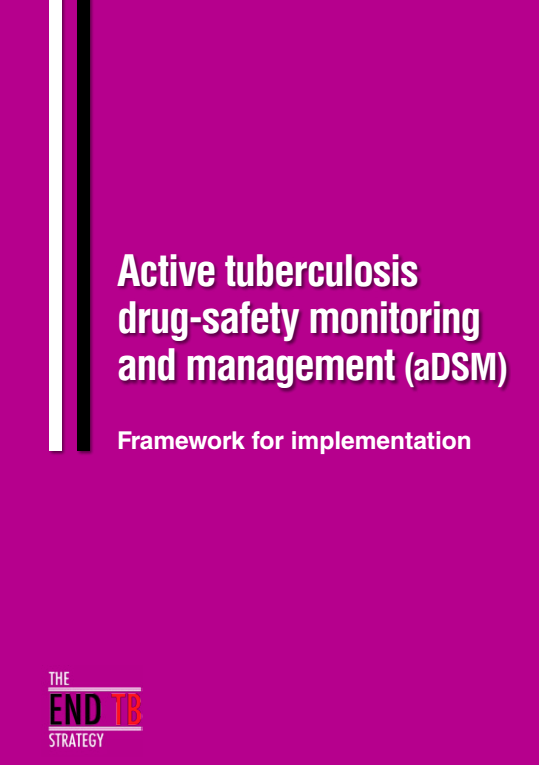 Active tuberculosis
drug-safety monitoring
and management (aDSM)
Framework for implementation
THE
END TB
STRATEGY